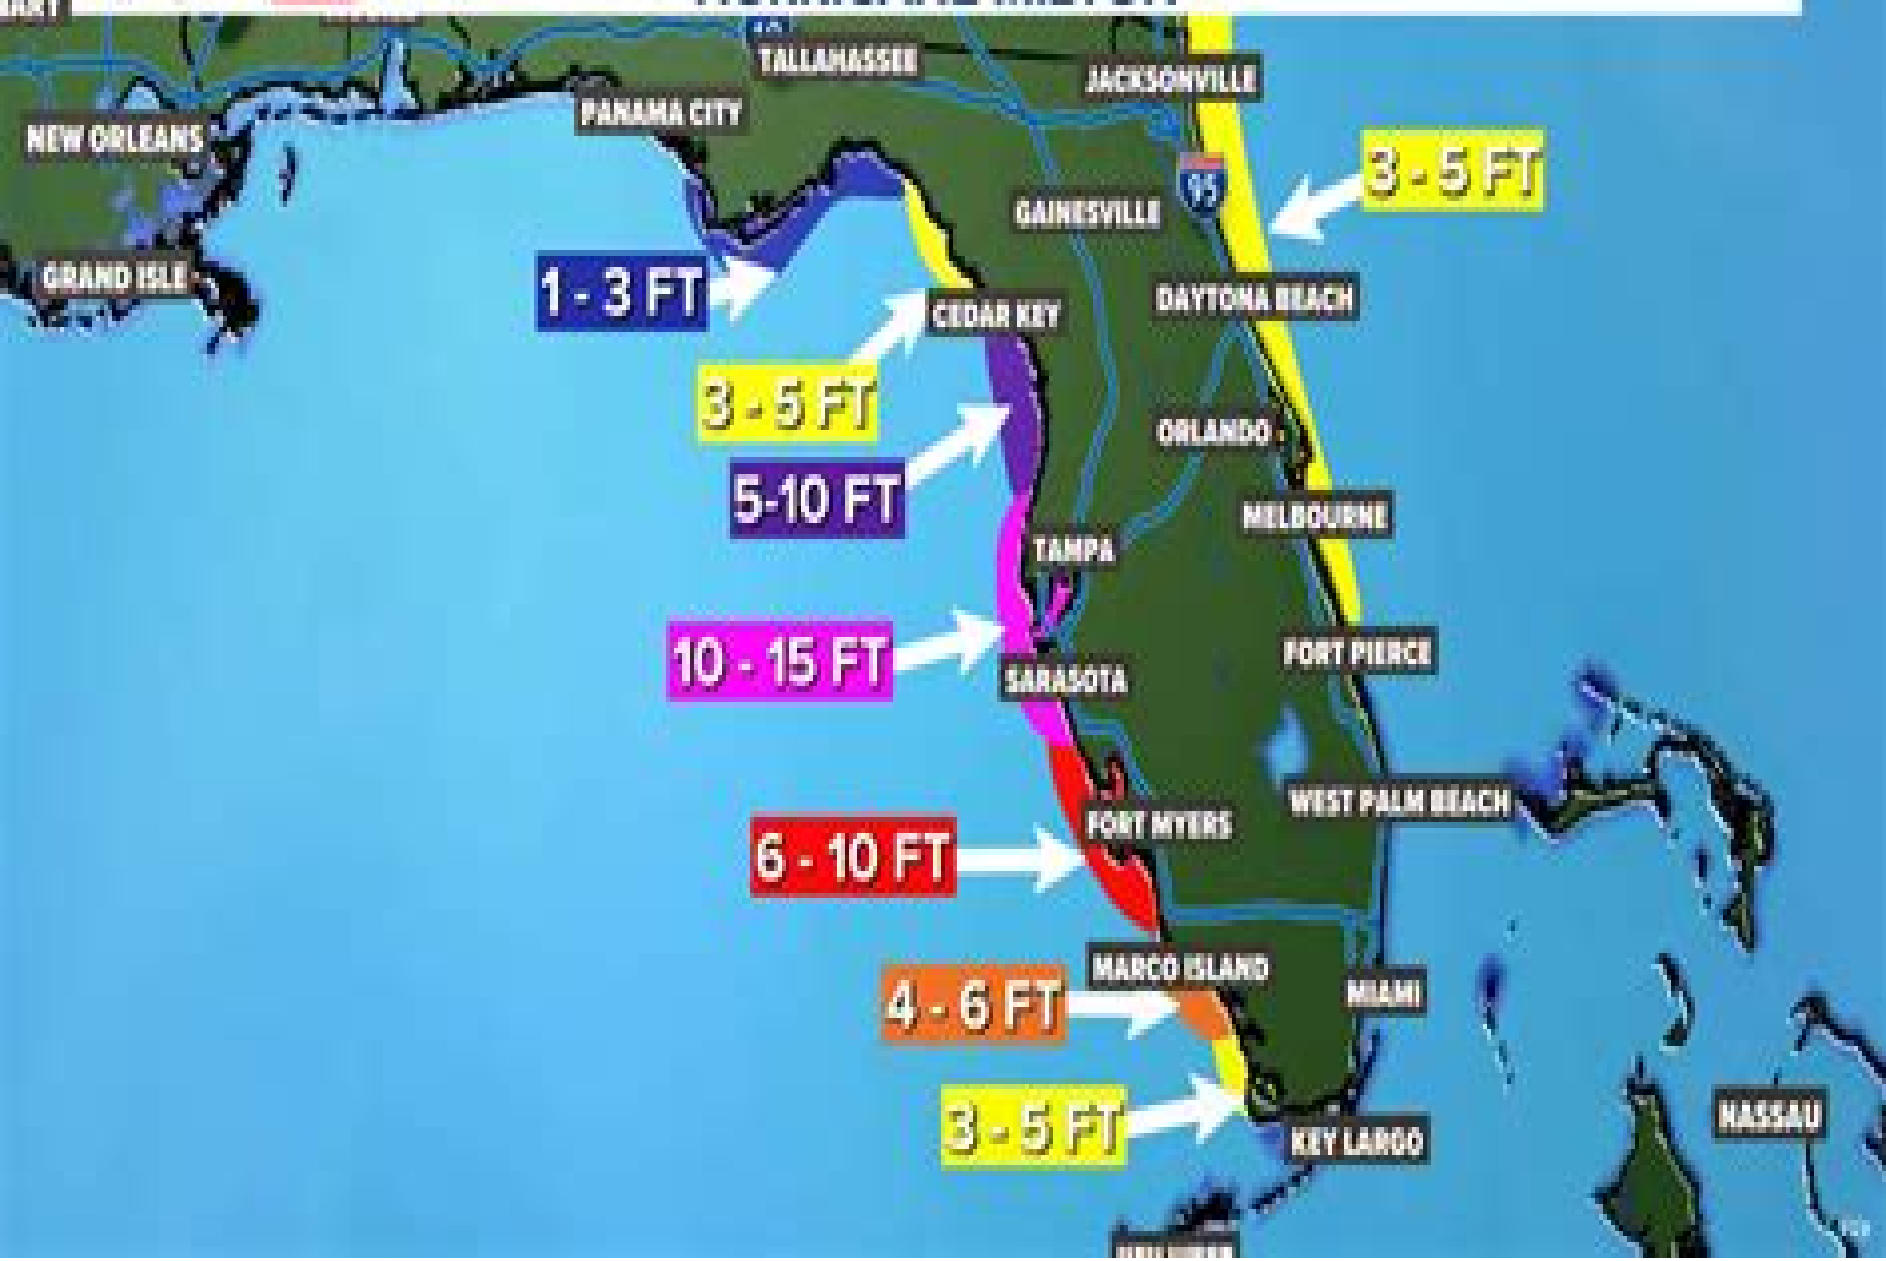 TALLAHASSEE
JACKSONVILLE
PANAMA CITY
NEW ORLEANS
3 - 5 FT
95
GAINESVILLE
GRAND ISLE
1 - 3 FT
DAYTONA BEACH
CEDAR KEY
3 - 5 FT
ORLANDO
5-10 FT
MELBOURNE
TAMPA
10 - 15 FT
FORT PIERCE
SARASOTA
WEST PALM BEACH
FORT MYERS
6 - 10 FT
MARCO ISLAND
4 - 6 FT
MIAMI
3 - 5 FT
NASSAU
KEY LARGO